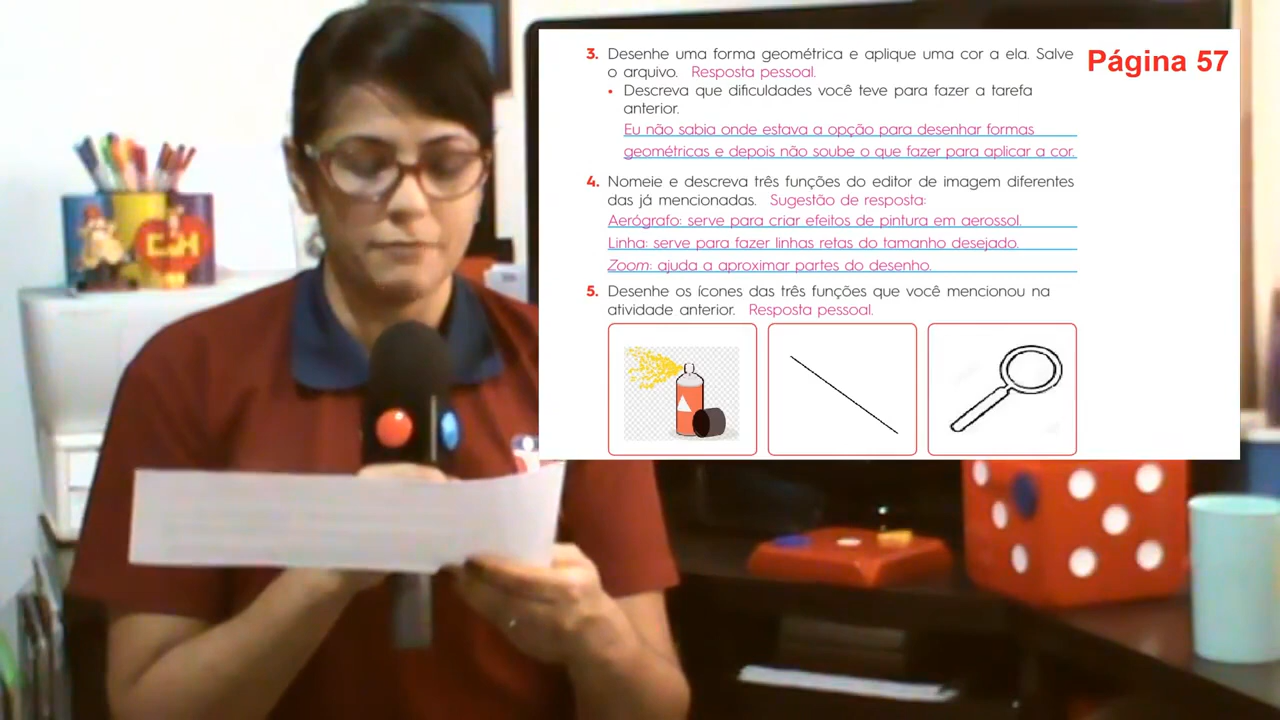 Página 57
3. Desenhe uma forma geométrica e aplique uma cor a ela. Salve
o arquivo. Resposta pessoal.
• Descreva que dificuldades você teve para fazer a tarefa
anterior.
Eu não sabia onde estava a opção para desenhar formas
geométricas e depois não soube o que fazer para aplicar a cor.
4. Nomeie e descreva três funções do editor de imagem diferentes
das já mencionadas. Sugestão de resposta:
Aerógrafo: serve para criar efeitos de pintura em aerossol.
Linha: serve para fazer linhas retas do tamanho desejado.
Zoom: ajuda a aproximar partes do desenho.
5. Desenhe os ícones das três funções que você mencionou na
atividade anterior. Resposta pessoal.
CH